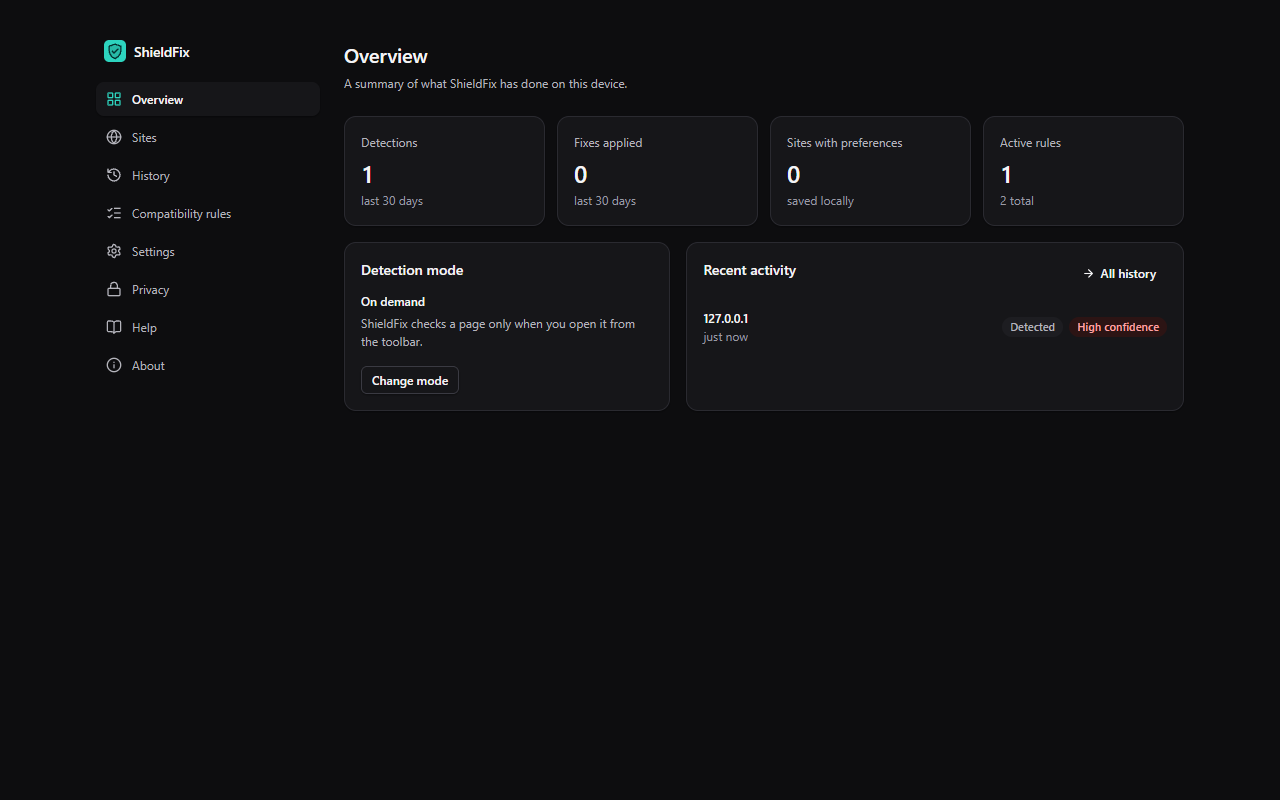 ShieldFix
Overview
Sites
History
Compatibility rules
Settings
Privacy
Help
About
Overview
A summary of what ShieldFix has done on this device.
Detections
1
last 30 days
Fixes applied
0
last 30 days
Sites with preferences
0
saved locally
Active rules
1
2 total
Detection mode
On demand
ShieldFix checks a page only when you open it from
the toolbar.
Change mode
Recent activity
All history
127.0.0.1
just now
Detected
High confidence